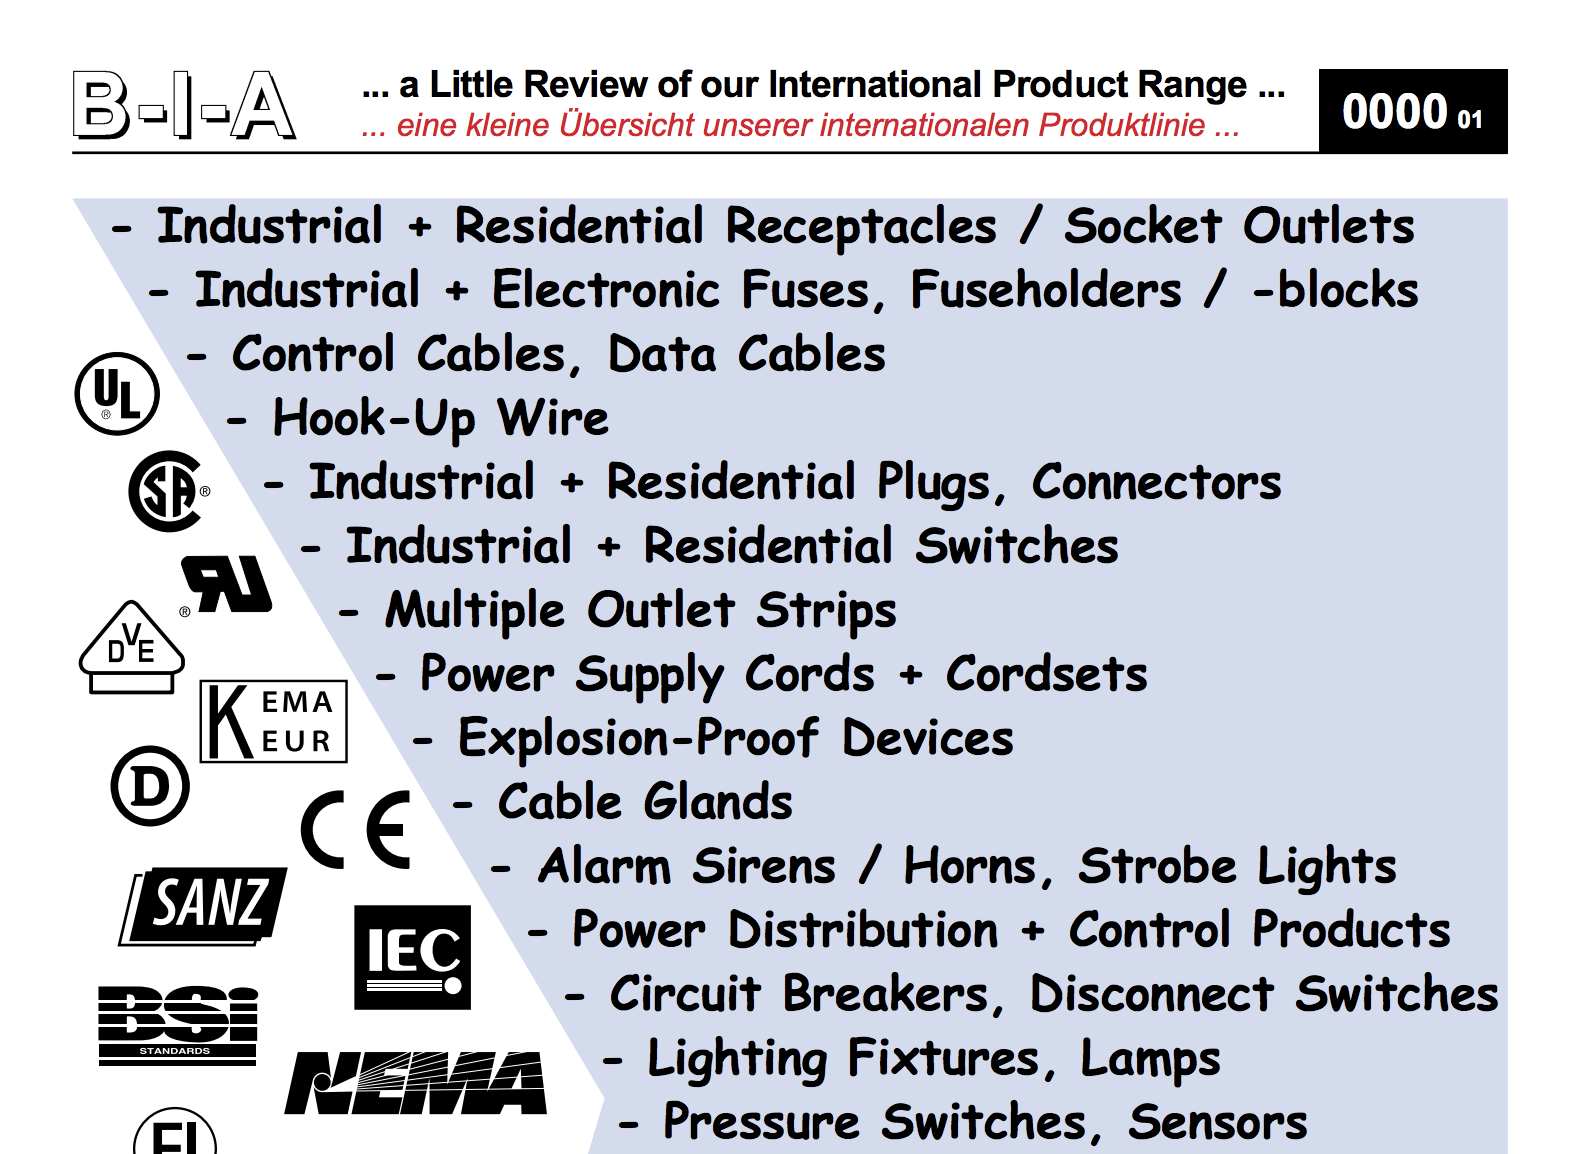 B-I-A
... a Little Review of our International Product Range ...
... eine kleine Übersicht unserer internationalen Produktlinie ...
0000 01
- Industrial + Residential Receptacles / Socket Outlets
- Industrial + Electronic Fuses, Fuseholders / -blocks
- Control Cables, Data Cables
UL
®
- Hook-Up Wire
SA ®
- Industrial + Residential Plugs, Connectors
- Industrial + Residential Switches
UR
®
- Multiple Outlet Strips
DVE
- Power Supply Cords + Cordsets
KEMA
EUR
- Explosion-Proof Devices
D
CE
- Cable Glands
- Alarm Sirens / Horns, Strobe Lights
SANZ
- Power Distribution + Control Products
IEC
- Circuit Breakers, Disconnect Switches
BSi
STANDARDS
- Lighting Fixtures, Lamps
NEMA
- Pressure Switches, Sensors